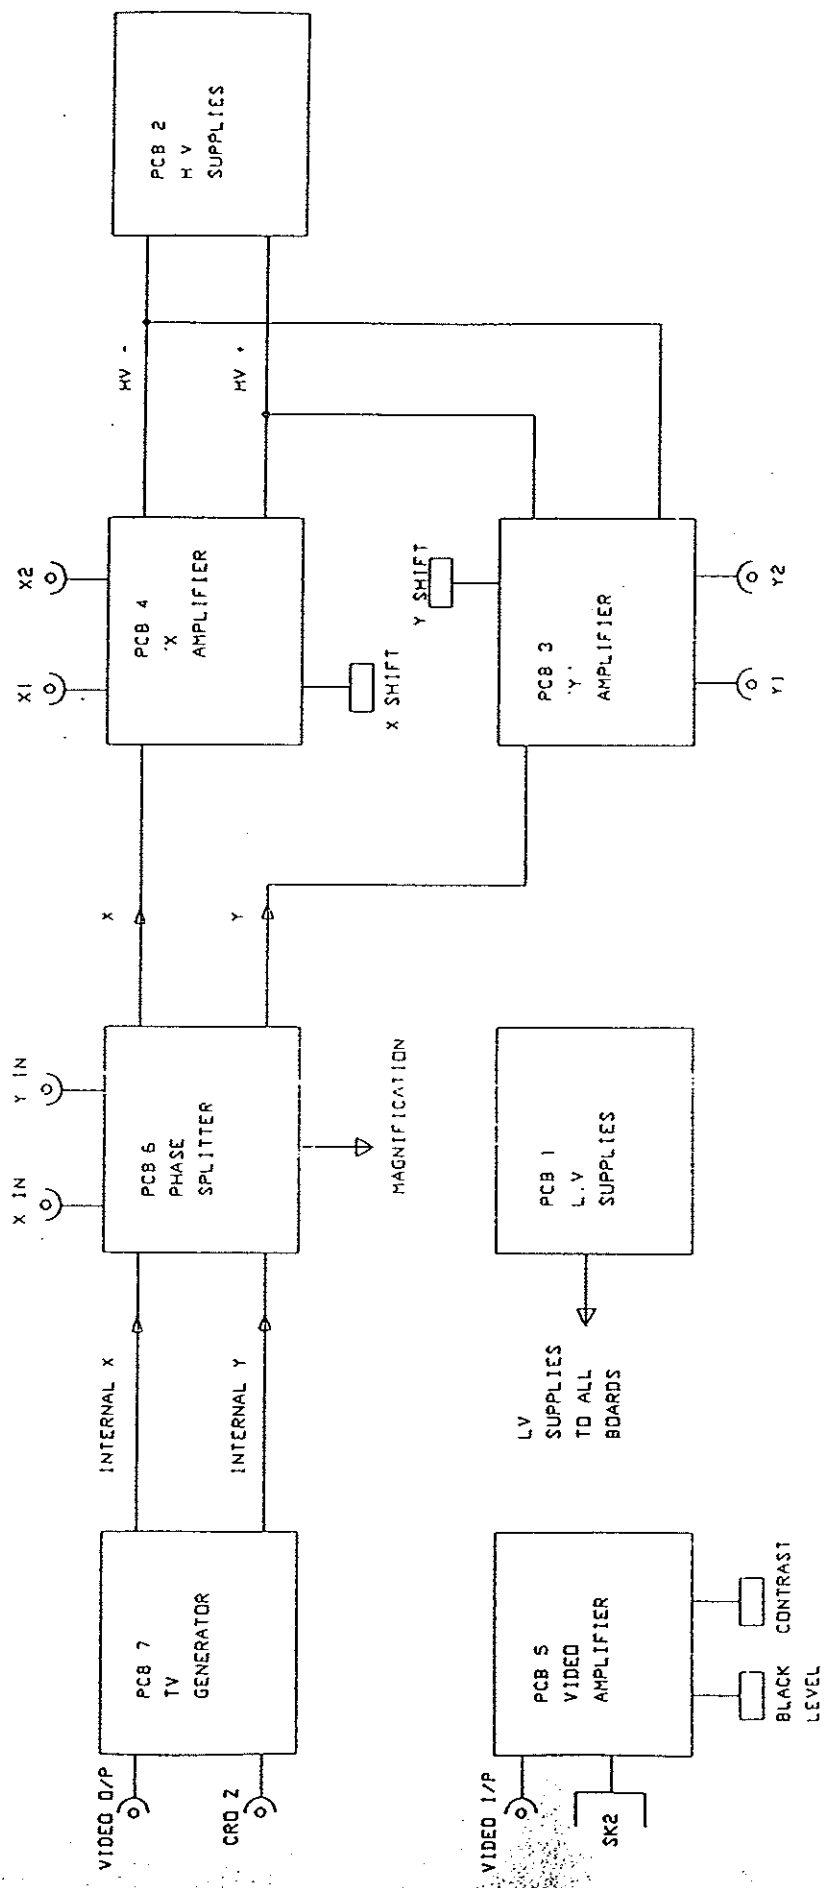 VIDEO O/P
CRO Z
PCB 7
TV
GENERATOR
INTERNAL X
INTERNAL Y
X IN
Y IN
PCB 6
PHASE
SPLITTER
MAGNIFICATION
X
Y
X1
X2
PCB 4
'X
AMPLIFIER
X SHIFT
HV -
HV +
PCB 2
H V
SUPPLIES
VIDEO I/P
SK2
PCB 5
VIDEO
AMPLIFIER
BLACK
LEVEL
CONTRAST
LV
SUPPLIES
TO ALL
BOARDS
PCB 1
L.V
SUPPLIES
Y SHIFT
PCB 3
'Y'
AMPLIFIER
Y1
Y2